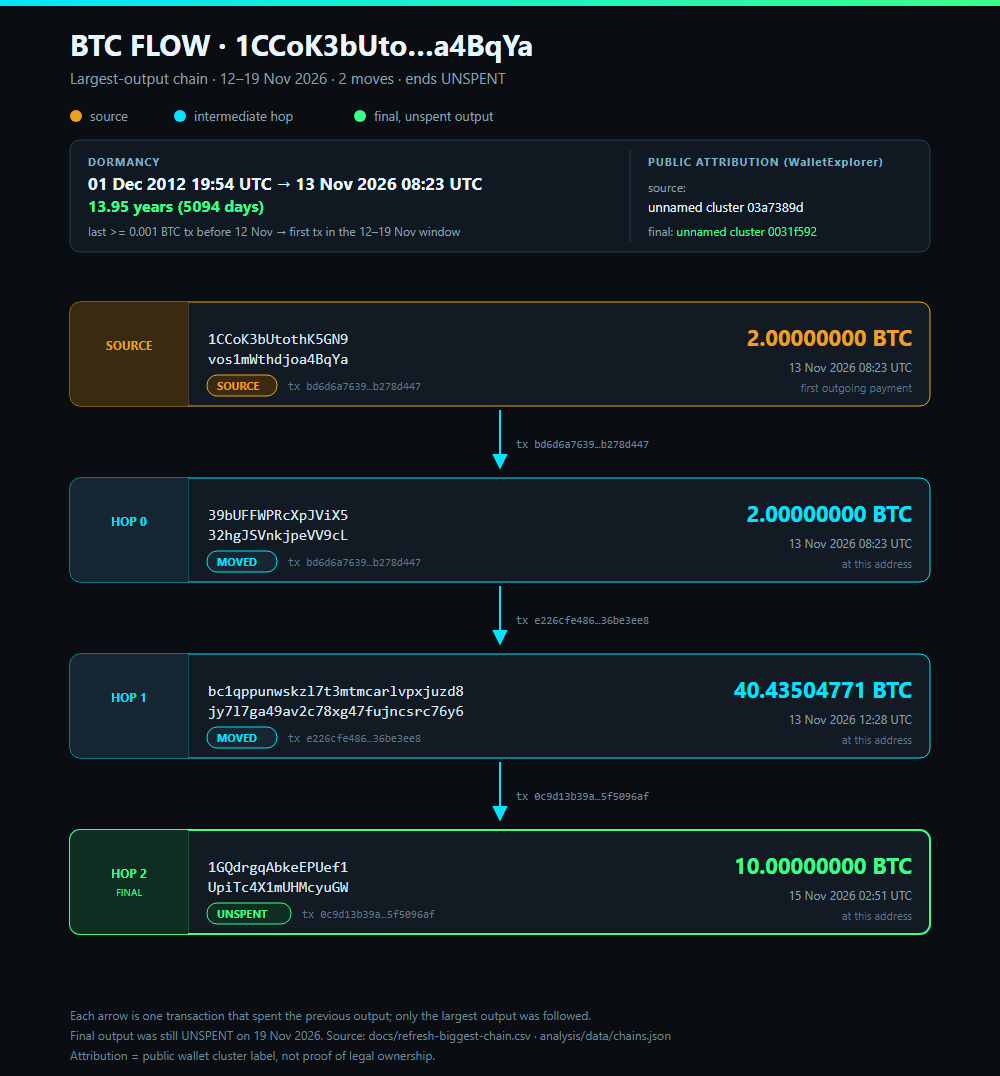 BTC FLOW · 1CCoK3bUto…a4BqYa
Largest-output chain · 12–19 Nov 2026 · 2 moves · ends UNSPENT
source
intermediate hop
final, unspent output
DORMANCY
01 Dec 2012 19:54 UTC → 13 Nov 2026 08:23 UTC
13.95 years (5094 days)
last >= 0.001 BTC tx before 12 Nov → first tx in the 12–19 Nov window
PUBLIC ATTRIBUTION (WalletExplorer)
source:
unnamed cluster 03a7389d
final: unnamed cluster 0031f592
SOURCE
1CCoK3bUtothK5GN9
vos1mWthdjoa4BqYa
SOURCE
tx bd6d6a7639…b278d447
2.00000000 BTC
13 Nov 2026 08:23 UTC
first outgoing payment
tx bd6d6a7639…b278d447
HOP 0
39bUFFWPRcXpJViX5
32hgJSVnkjpeVV9cL
MOVED
tx bd6d6a7639…b278d447
2.00000000 BTC
13 Nov 2026 08:23 UTC
at this address
tx e226cfe486…36be3ee8
HOP 1
bc1qppunwskzl7t3mtmcarlvpxjuzd8
jy7l7ga49av2c78xg47fujncsrc76y6
MOVED
tx e226cfe486…36be3ee8
40.43504771 BTC
13 Nov 2026 12:28 UTC
at this address
tx 0c9d13b39a…5f5096af
HOP 2
FINAL
1GQdrgqAbkeEPUef1
UpiTc4X1mUHMcyuGW
UNSPENT
tx 0c9d13b39a…5f5096af
10.00000000 BTC
15 Nov 2026 02:51 UTC
at this address
Each arrow is one transaction that spent the previous output; only the largest output was followed.
Final output was still UNSPENT on 19 Nov 2026. Source: docs/refresh-biggest-chain.csv · analysis/data/chains.json
Attribution = public wallet cluster label, not proof of legal ownership.